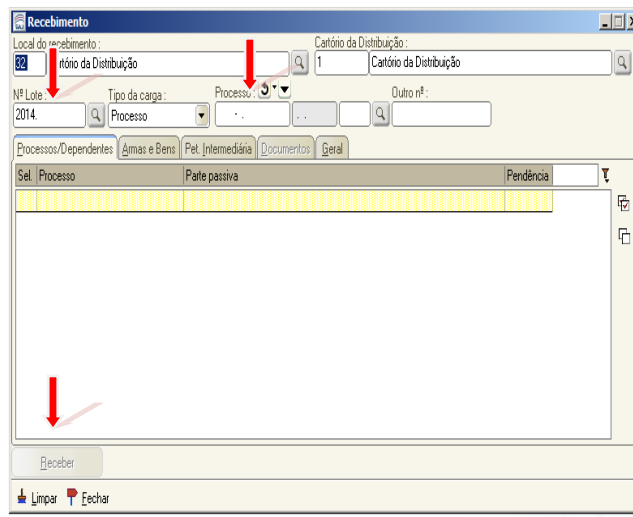 Recebimento
Local do recebimento : Cartório da Distribuição :
32 rtório da Distribuição 1 Cartório da Distribuição
Nº Lote : Tipo da carga : Processo : Outro nº :
2014. Processo - . . .
Processos/Dependentes Armas e Bens Pet. Intermediária Documentos Geral
Sel. Processo Parte passiva Pendência
Receber
Limpar Fechar